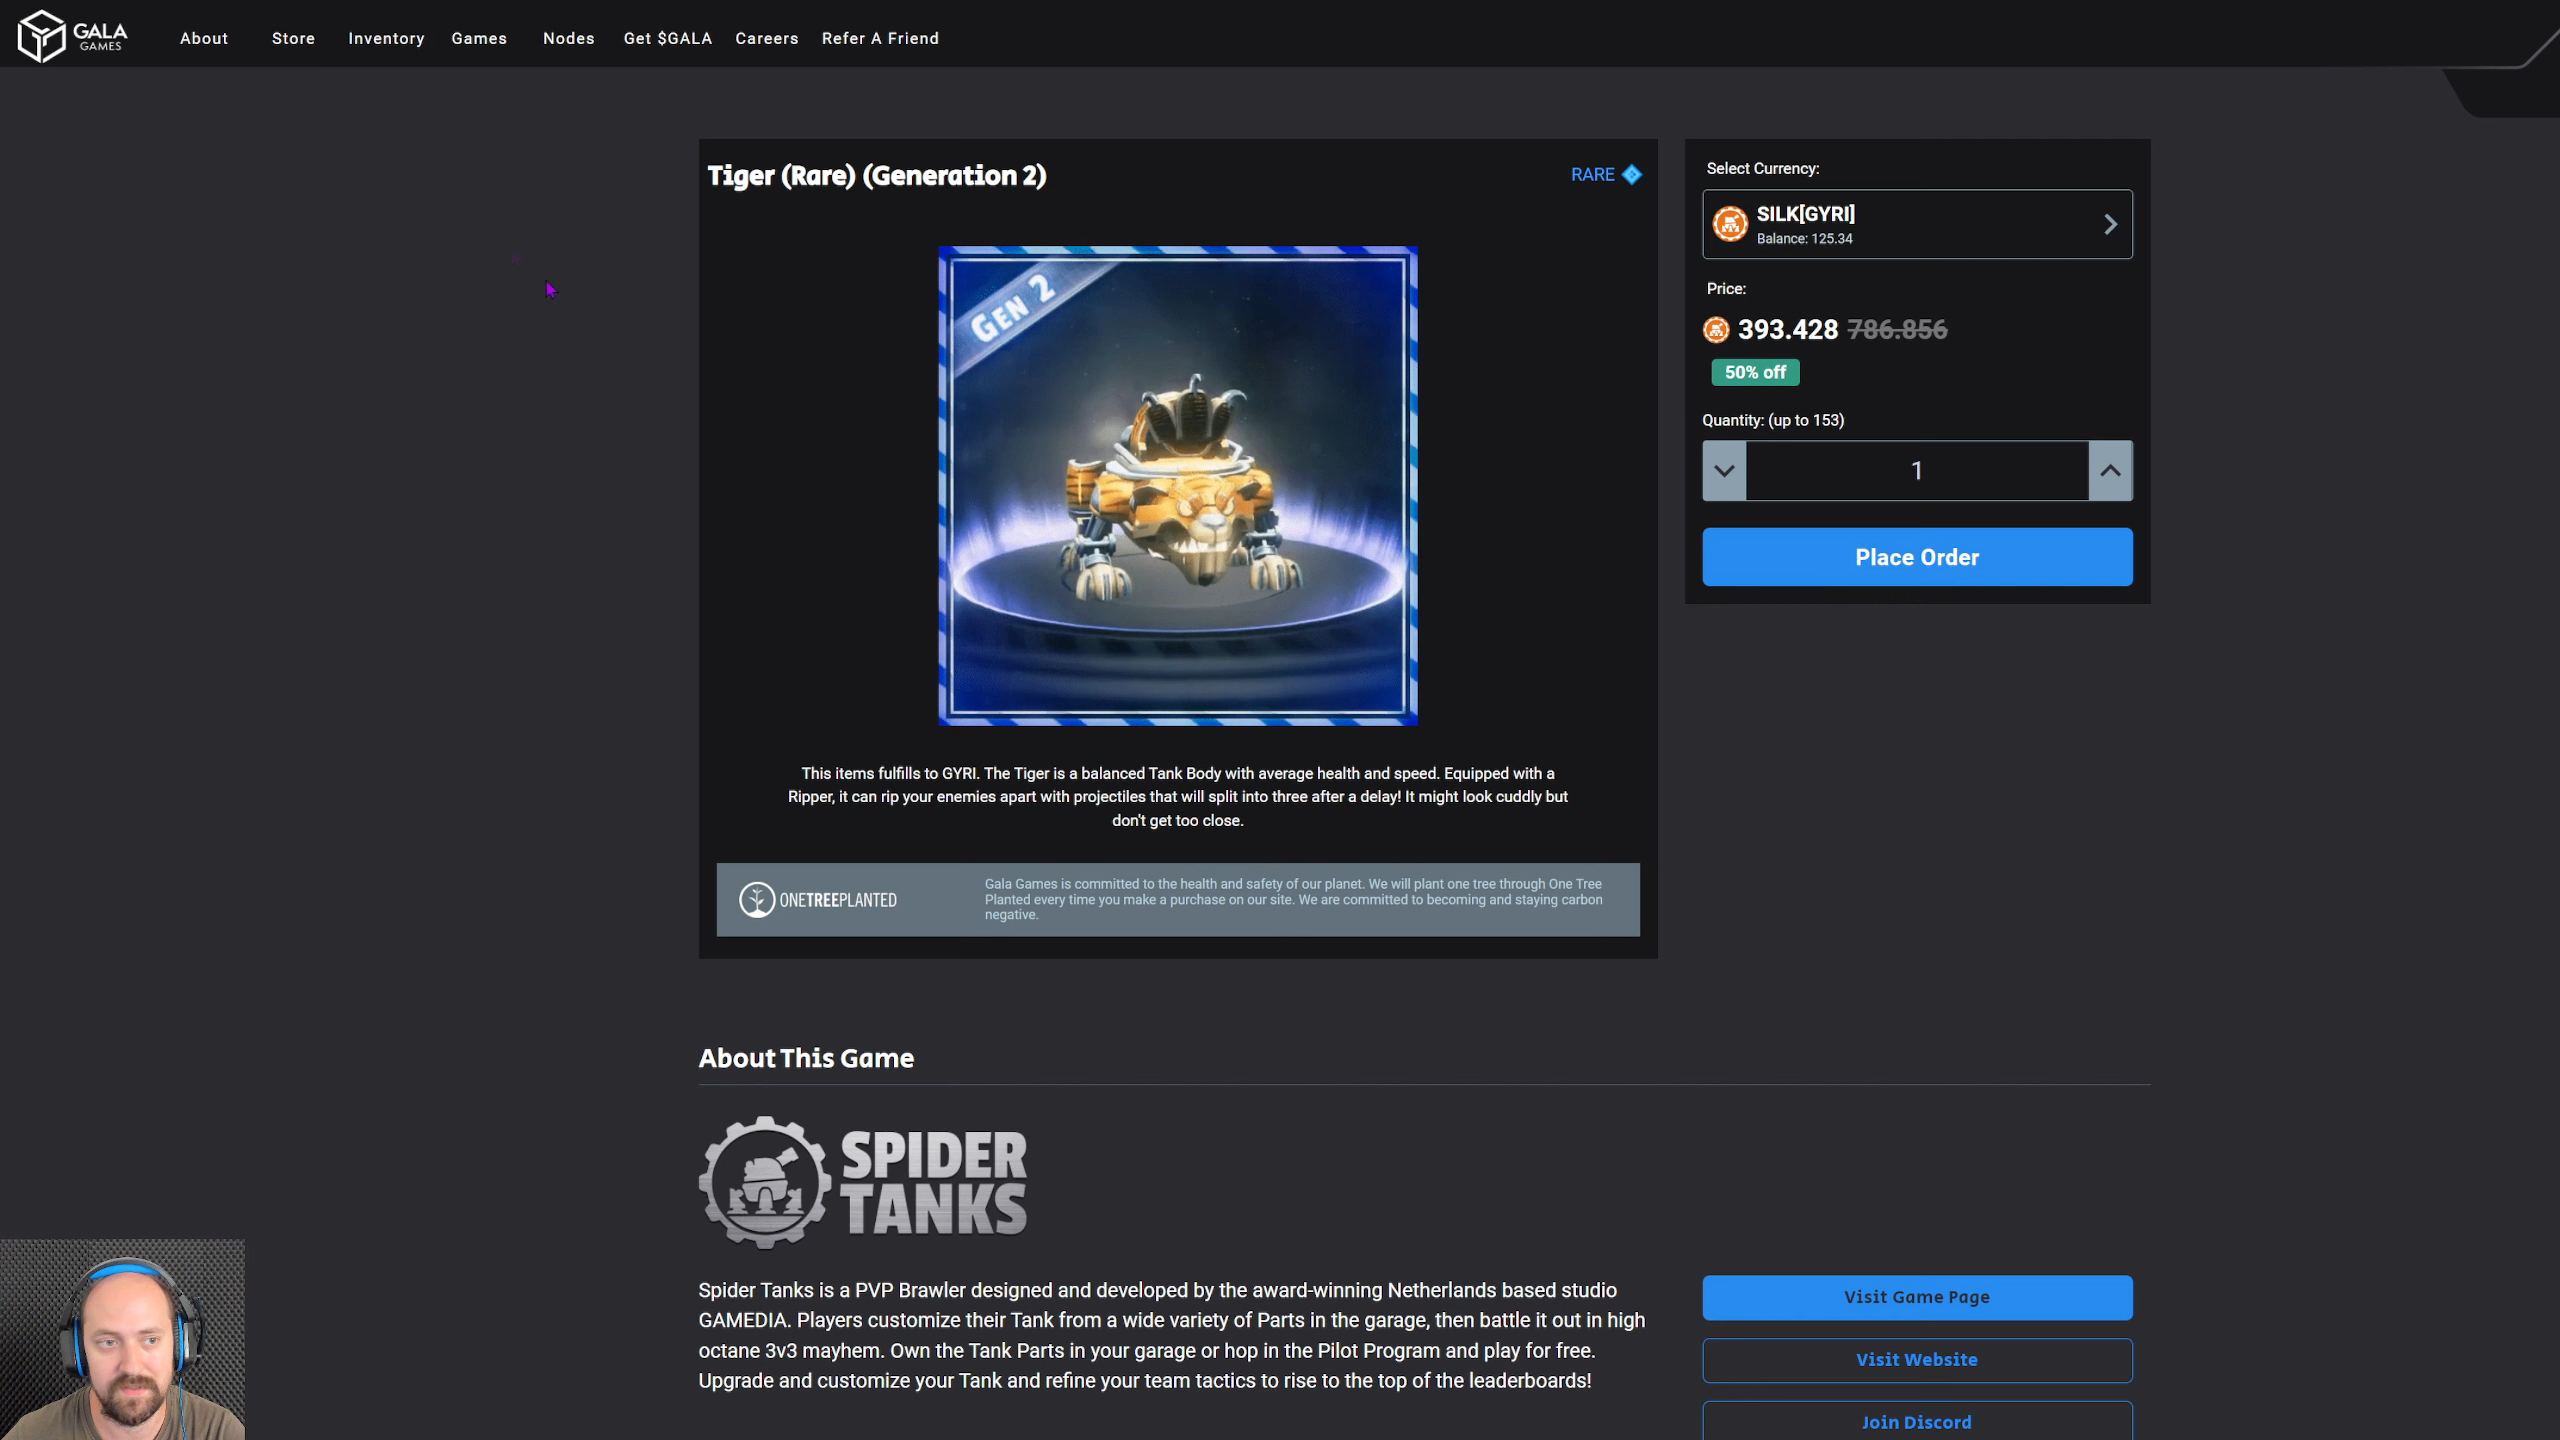 GALA
GAMES
About
Store
Inventory
Games
Nodes
Get $GALA
Careers
Refer A Friend
Tiger (Rare) (Generation 2)
RARE
GEN 2
This items fulfills to GYRI. The Tiger is a balanced Tank Body with average health and speed. Equipped with a
Ripper, it can rip your enemies apart with projectiles that will split into three after a delay! It might look cuddly but
don't get too close.
ONETREEPLANTED
Gala Games is committed to the health and safety of our planet. We will plant one tree through One Tree
Planted every time you make a purchase on our site. We are committed to becoming and staying carbon
negative.
Select Currency:
SILK[GYRI]
Balance: 125.34
Price:
393.428 786.856
50% off
Quantity: (up to 153)
1
Place Order
About This Game
SPIDER
TANKS
Spider Tanks is a PVP Brawler designed and developed by the award-winning Netherlands based studio
GAMEDIA. Players customize their Tank from a wide variety of Parts in the garage, then battle it out in high
octane 3v3 mayhem. Own the Tank Parts in your garage or hop in the Pilot Program and play for free.
Upgrade and customize your Tank and refine your team tactics to rise to the top of the leaderboards!
Visit Game Page
Visit Website
Join Discord